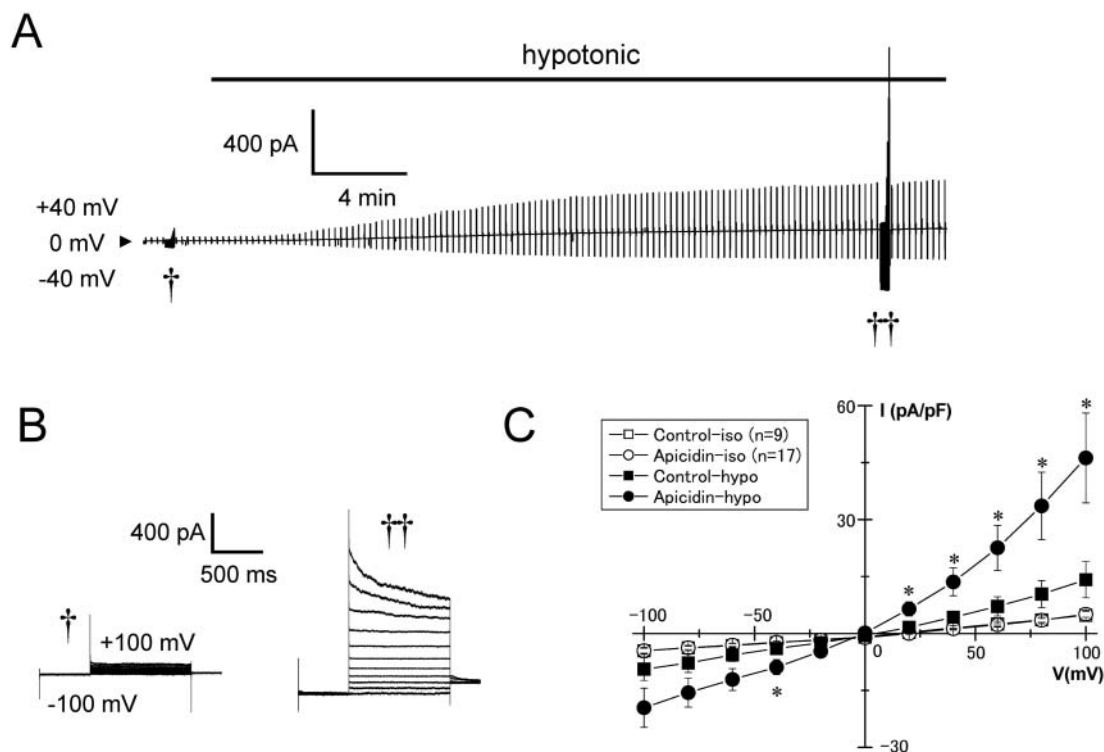 A
hypotonic
400 pA
4 min
+40 mV
0 mV
-40 mV
†
††
B
400 pA
500 ms
†
††
+100 mV
-100 mV
C
I (pA/pF)
60
Control-iso (n=9)
Apicidin-iso (n=17)
Control-hypo
Apicidin-hypo
* * * * *
30
-100 -50
0 50 100
V(mV)
*
-30